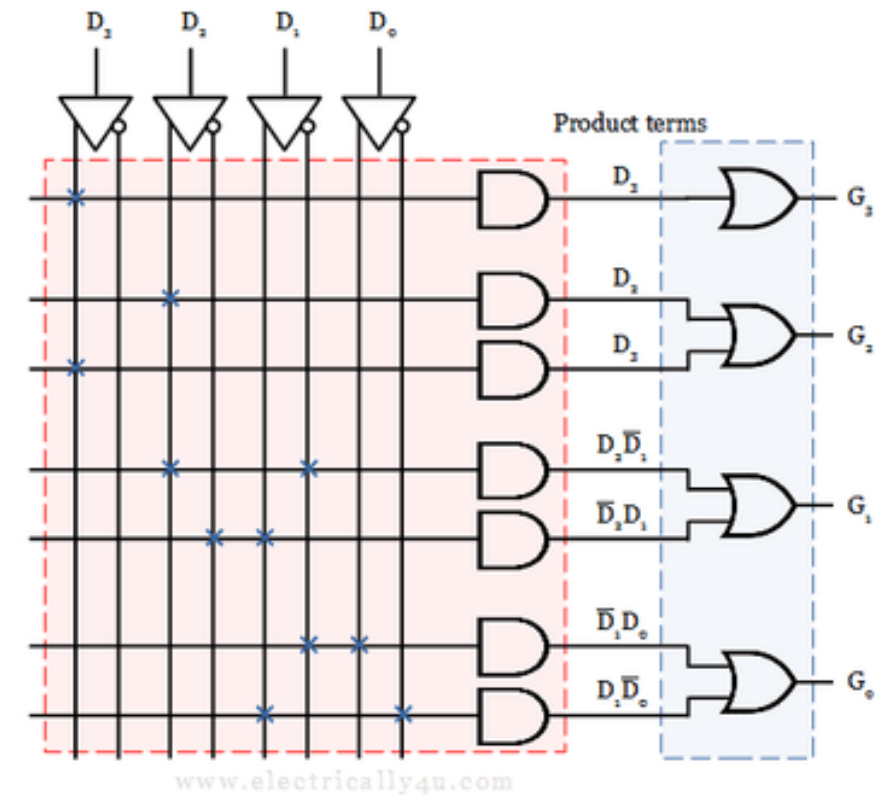 D₃ D₂ D₁ D₀
Product terms
D₃
G₃
D₂
G₂
D₃
D₂D̅₁
G₁
D̅₂D₁
D̅₁D₀
G₀
D₁D̅₀
www.electrically4u.com